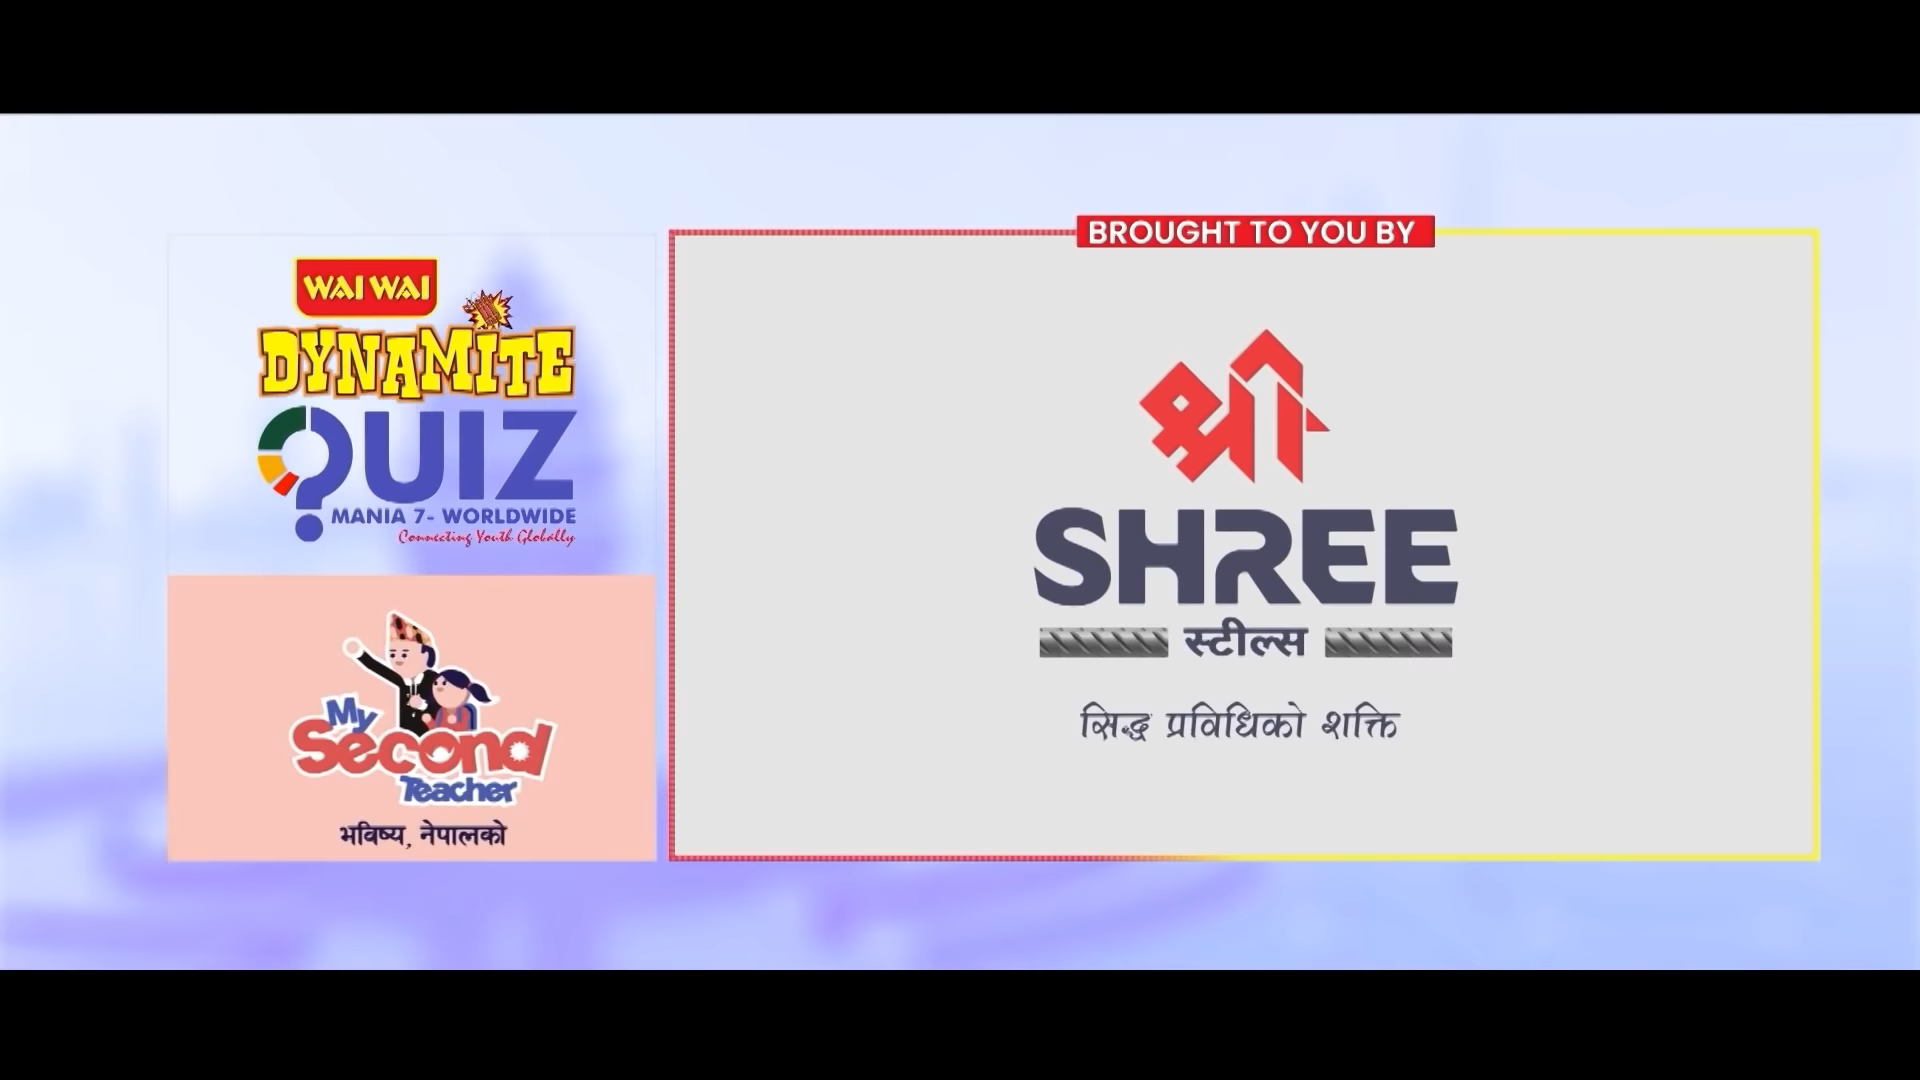 WAI WAI
DYNAMITE
QUIZ
MANIA 7- WORLDWIDE
Connecting Youth Globally
My
Second
Teacher
भविष्य, नेपालको
BROUGHT TO YOU BY
श्री
SHREE
स्टील्स
सिद्ध प्रविधिको शक्ति